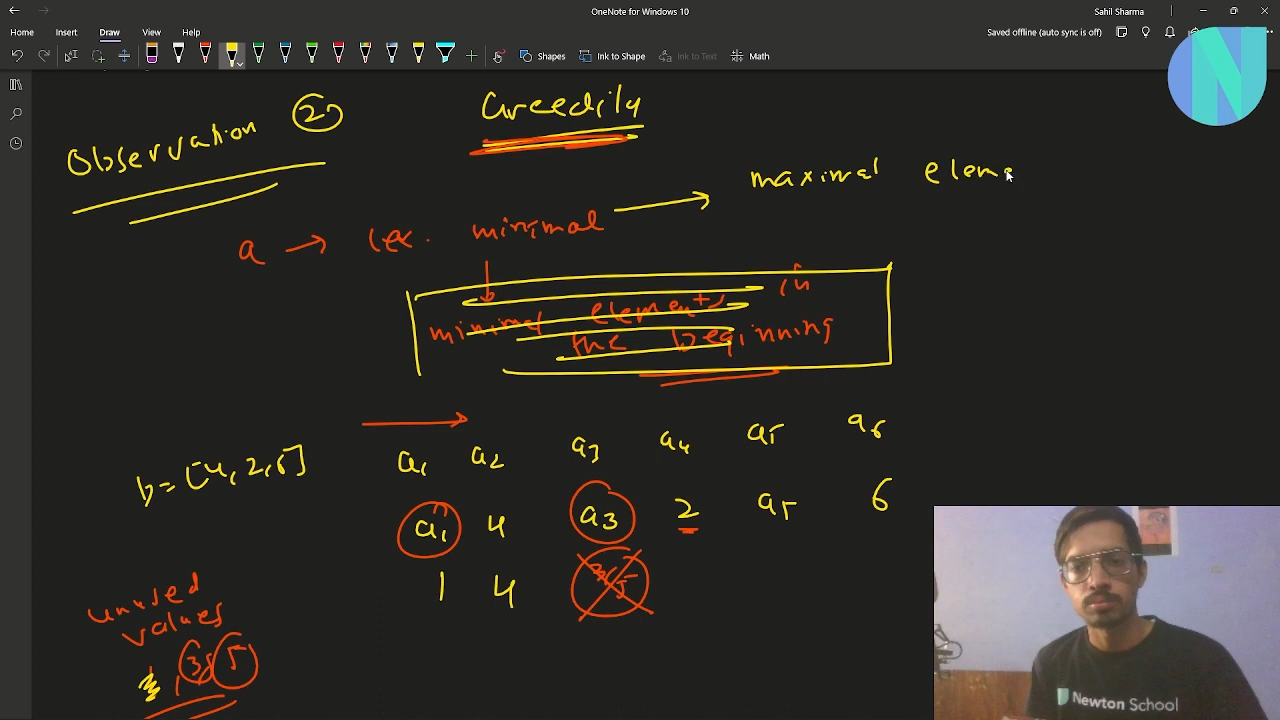 OneNote for Windows 10
Sahil Sharma
Home Insert Draw View Help
Saved offline (auto sync is off)
Shapes Ink to Shape Ink to Text Math
Observation ②
Greedily
a → lex. minimal → maximal eleme
minimal elements in
the beginning
b = [4, 2, 6]
a1 a2 a3 a4 a5 a6
a1 4 a3 2 a5 6
1 4
unused
values
3, 5
Newton School